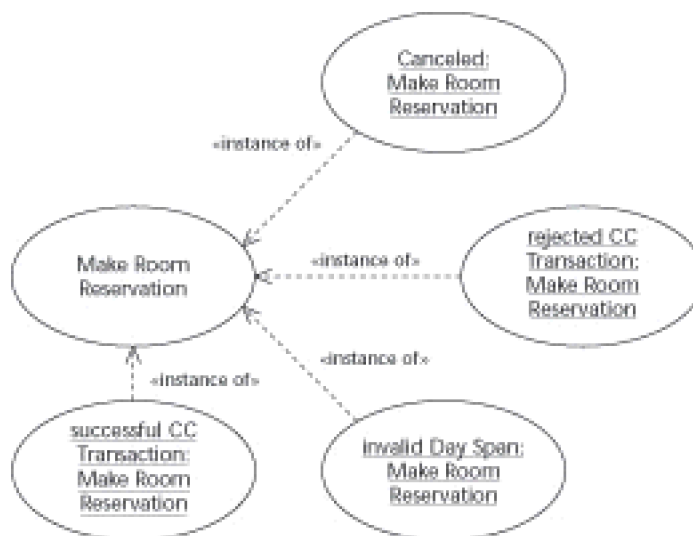 Canceled:
Make Room
Reservation
«instance of»
Make Room
Reservation
«instance of»
rejected CC
Transaction:
Make Room
Reservation
«instance of»
«instance of»
successful CC
Transaction:
Make Room
Reservation
invalid Day Span:
Make Room
Reservation